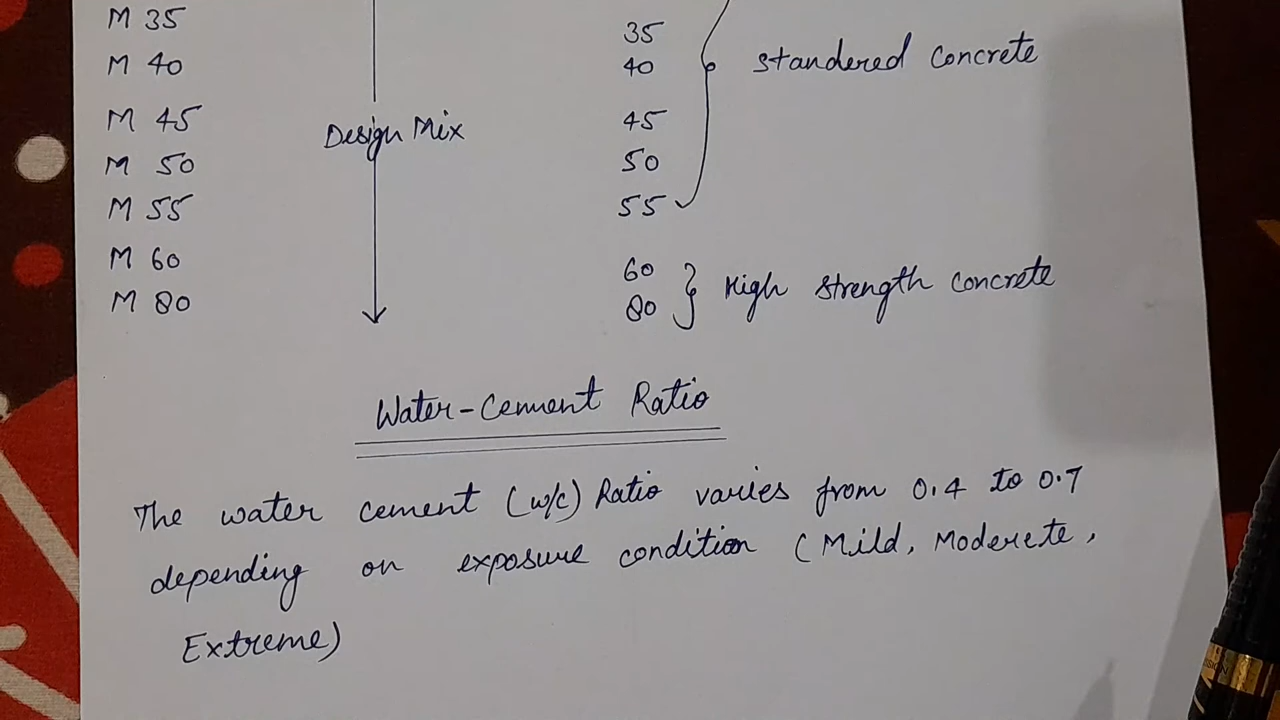 M 35 35
M 40 40 standered concrete
M 45 Design Mix 45
M 50 50
M 55 55
M 60 60 High strength concrete
M 80 80
Water-Cement Ratio
The water cement (w/c) Ratio varies from 0.4 to 0.7
depending on exposure condition (Mild, Moderete,
Extreme)